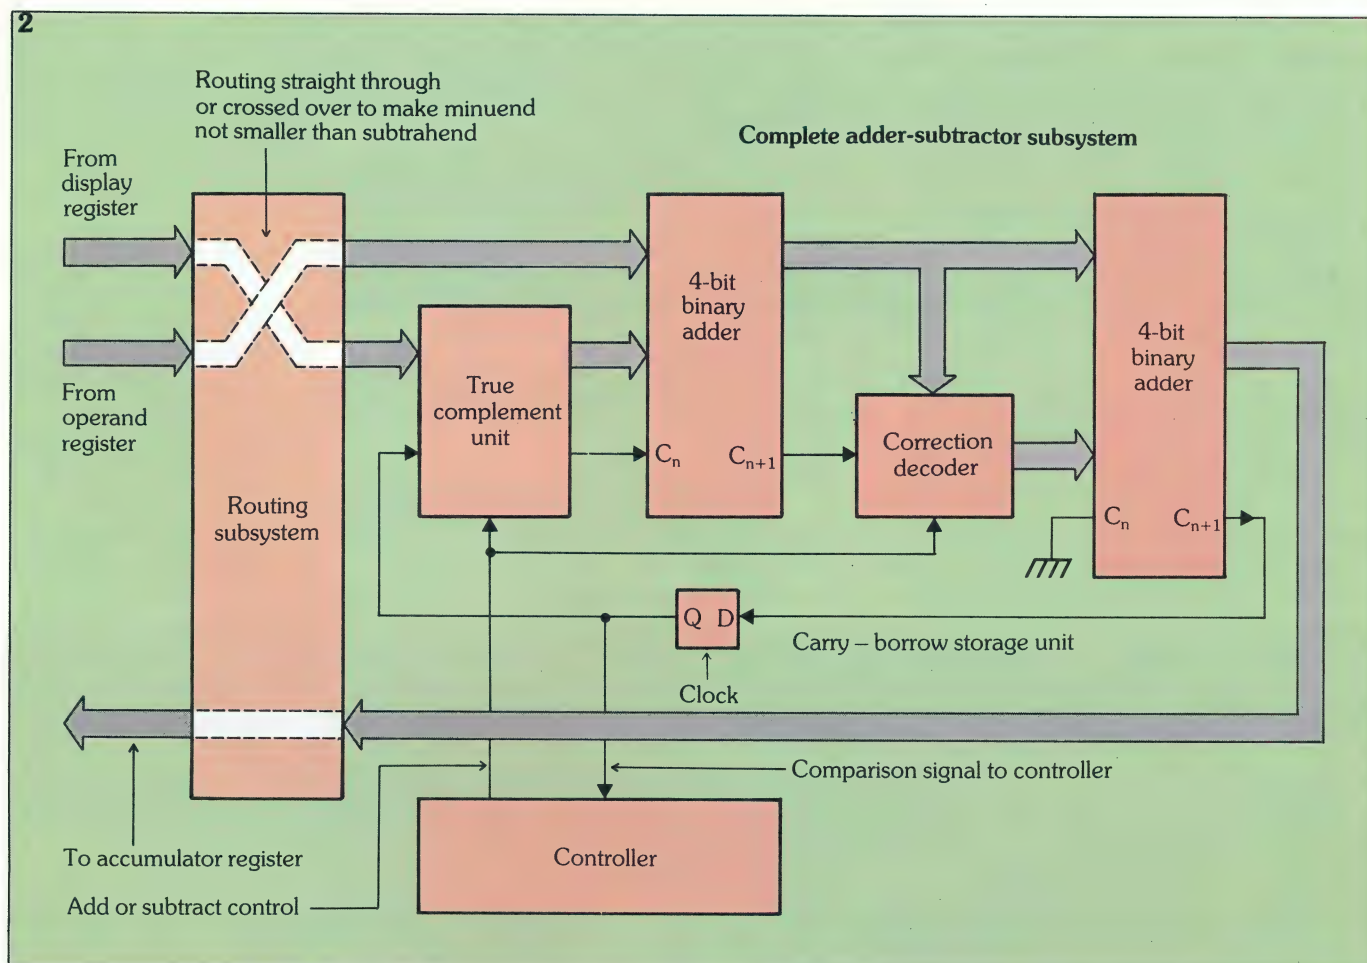 2
Routing straight through
or crossed over to make minuend
not smaller than subtrahend
Complete adder-subtractor subsystem
From
display
register
From
operand
register
Routing
subsystem
True
complement
unit
4-bit
binary
adder
Cn
Cn+1
Correction
decoder
4-bit
binary
adder
Cn
Cn+1
Q D
Carry – borrow storage unit
Clock
Comparison signal to controller
To accumulator register
Controller
Add or subtract control